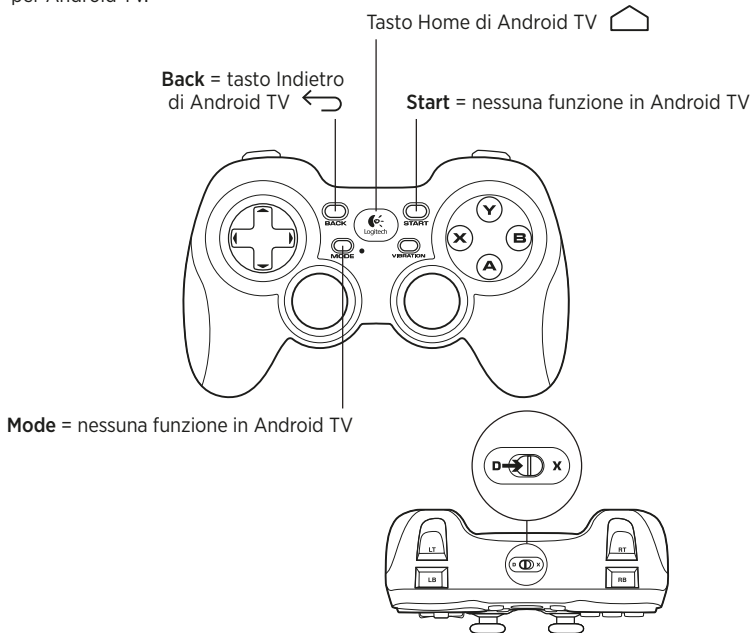 per Android TV.
Tasto Home di Android TV
Back = tasto Indietro
di Android TV
Start = nessuna funzione in Android TV
BACK
Logitech
START
MODE
VIBRATION
Y
X
B
A
Mode = nessuna funzione in Android TV
D X
LT
RT
D X
LB
RB